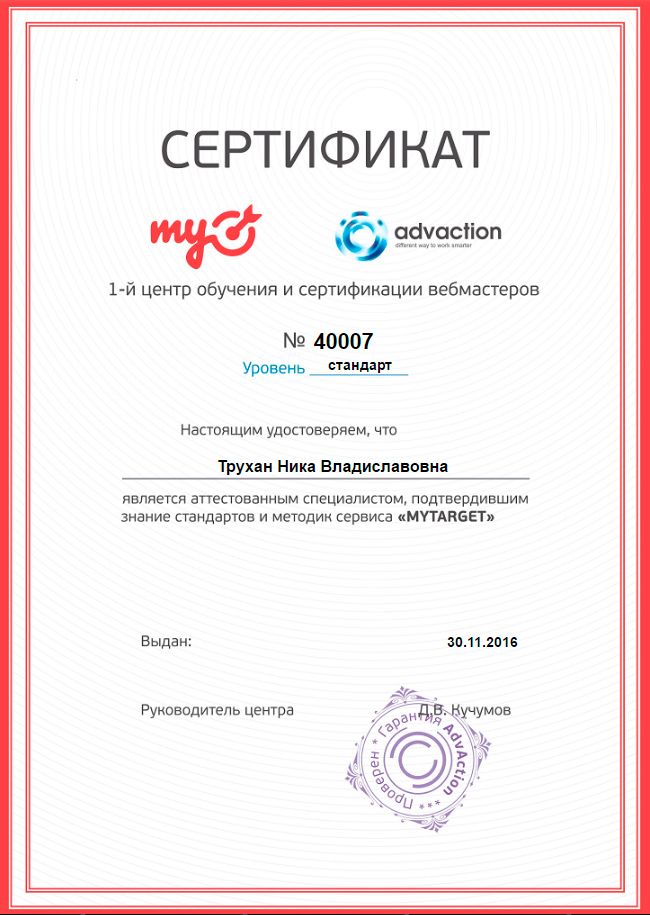 СЕРТИФИКАТ
my
advaction
different way to work smarter
1-й центр обучения и сертификации вебмастеров
№ 40007
Уровень стандарт
Настоящим удостоверяем, что
Трухан Ника Владиславовна
является аттестованным специалистом, подтвердившим
знание стандартов и методик сервиса «MYTARGET»
Выдан: 30.11.2016
Руководитель центра Д.В. Кучумов
Проверен * Гарантия AdvAction ***